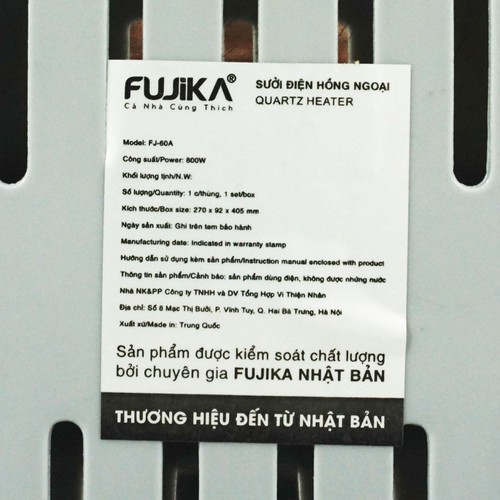 FUJIKA®
Cả Nhà Cùng Thích
SƯỞI ĐIỆN HỒNG NGOẠI
QUARTZ HEATER
Model: FJ-60A
Công suất/Power: 800W
Khối lượng tịnh/N.W:
Số lượng/Quantity: 1 c/thùng, 1 set/box
Kích thước/Box size: 270 x 92 x 405 mm
Ngày sản xuất: Ghi trên tem bảo hành
Manufacturing date: Indicated in warranty stamp
Hướng dẫn sử dụng kèm sản phẩm/Instruction manual enclosed with product
Thông tin sản phẩm/Cảnh báo: sản phẩm dùng điện, không được nhúng nước
Nhà NK&PP Công ty TNHH và DV Tổng Hợp Vi Thiện Nhân
Địa chỉ: Số 8 Mạc Thị Bưởi, P. Vĩnh Tuy, Q. Hai Bà Trưng, Hà Nội
Xuất xứ/Made in: Trung Quốc
Sản phẩm được kiểm soát chất lượng
bởi chuyên gia FUJIKA NHẬT BẢN
THƯƠNG HIỆU ĐẾN TỪ NHẬT BẢN